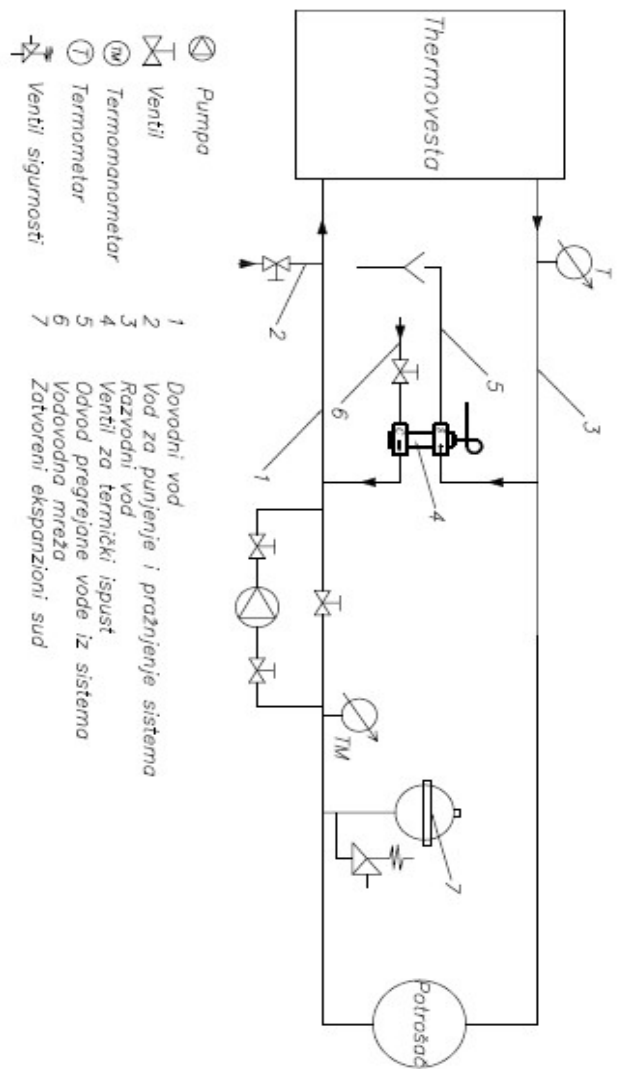 T
3
5
7
Thermovesta
Potrošač
4
6
TM
2
1
Pumpa
Ventil
TM Termomanometar
T Termometar
Ventil sigurnosti
1 Dovodni vod
2 Vod za punjenje i pražnjenje sistema
3 Razvodni vod
4 Ventil za termički ispust
5 Odvod pregrejane vode iz sistema
6 Vodovodna mreža
7 Zatvoreni ekspanzioni sud